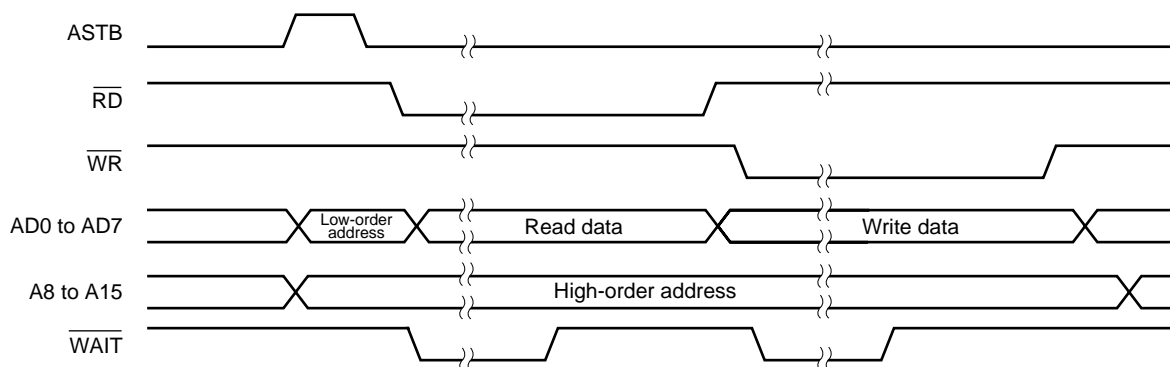 ASTB
RD
WR
AD0 to AD7
Low-order
address
Read data
Write data
A8 to A15
High-order address
WAIT